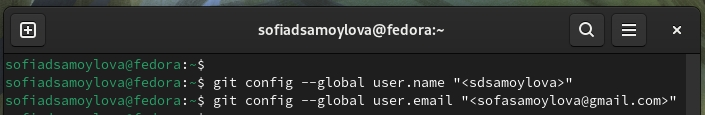 sofiadsamoylova@fedora:~
sofiadsamoylova@fedora:~$
sofiadsamoylova@fedora:~$ git config --global user.name "<sdsamoylova>"
sofiadsamoylova@fedora:~$ git config --global user.email "<sofasamoylova@gmail.com>"